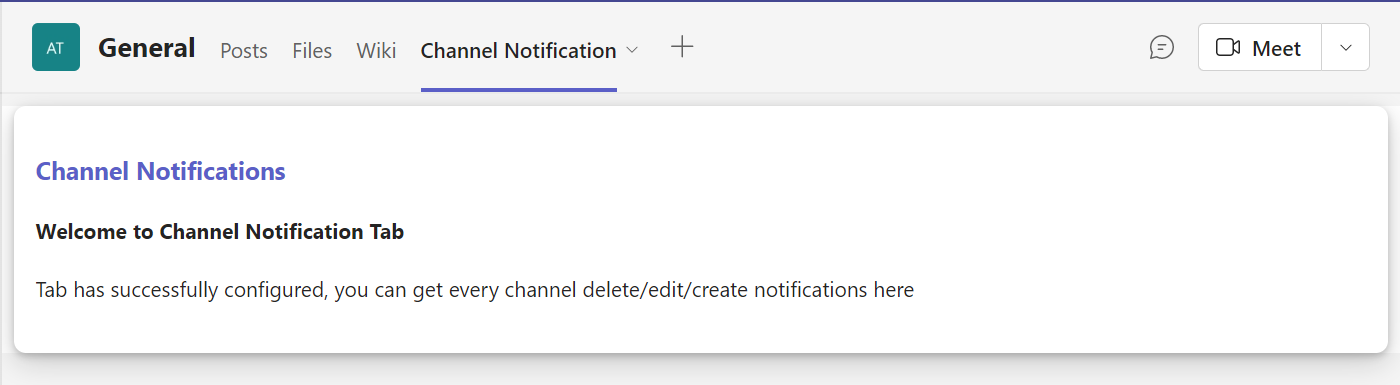 AT General Posts Files Wiki Channel Notification Meet
Channel Notifications
Welcome to Channel Notification Tab
Tab has successfully configured, you can get every channel delete/edit/create notifications here